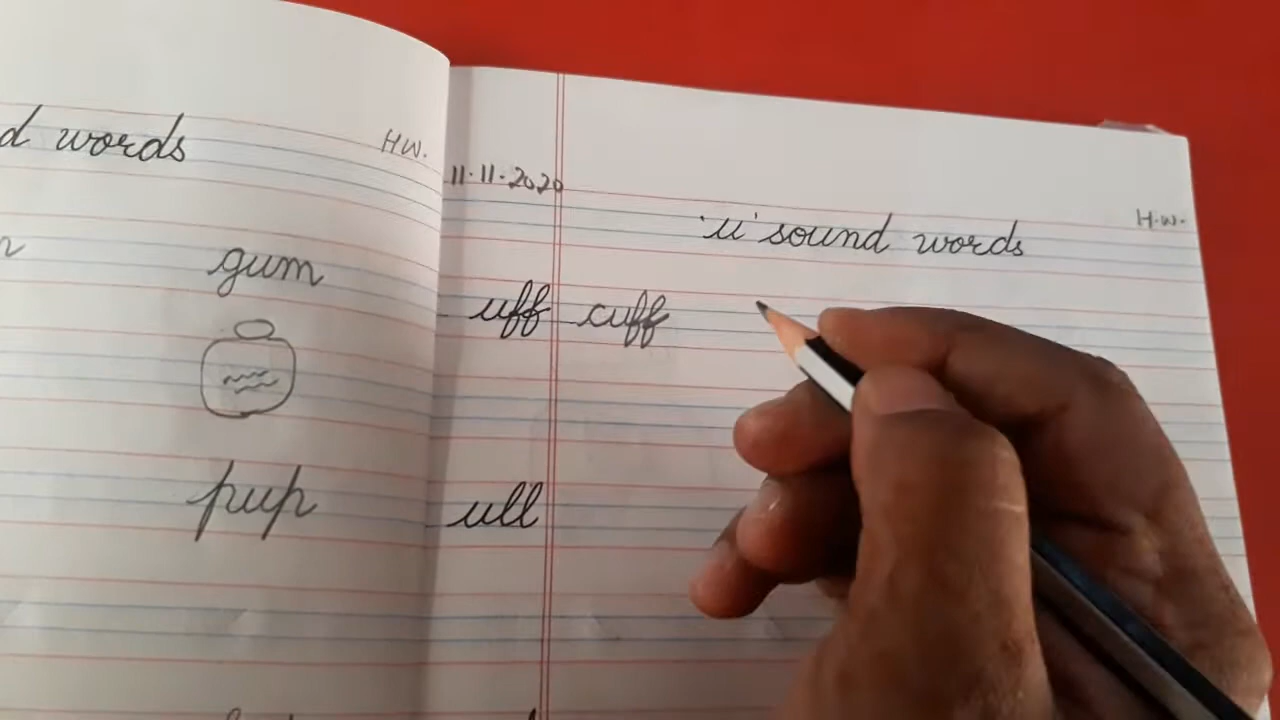 d words H.W.
gum
pup
11.11.2020
H.W.
'u' sound words
uff cuff
ull